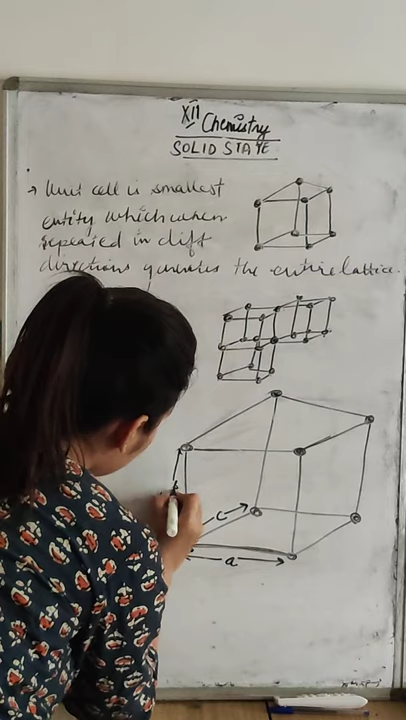 XII Chemistry
SOLID STATE
→ Unit cell is smallest
entity which when
repeated in diff
directions generates the entire lattice.
c
a